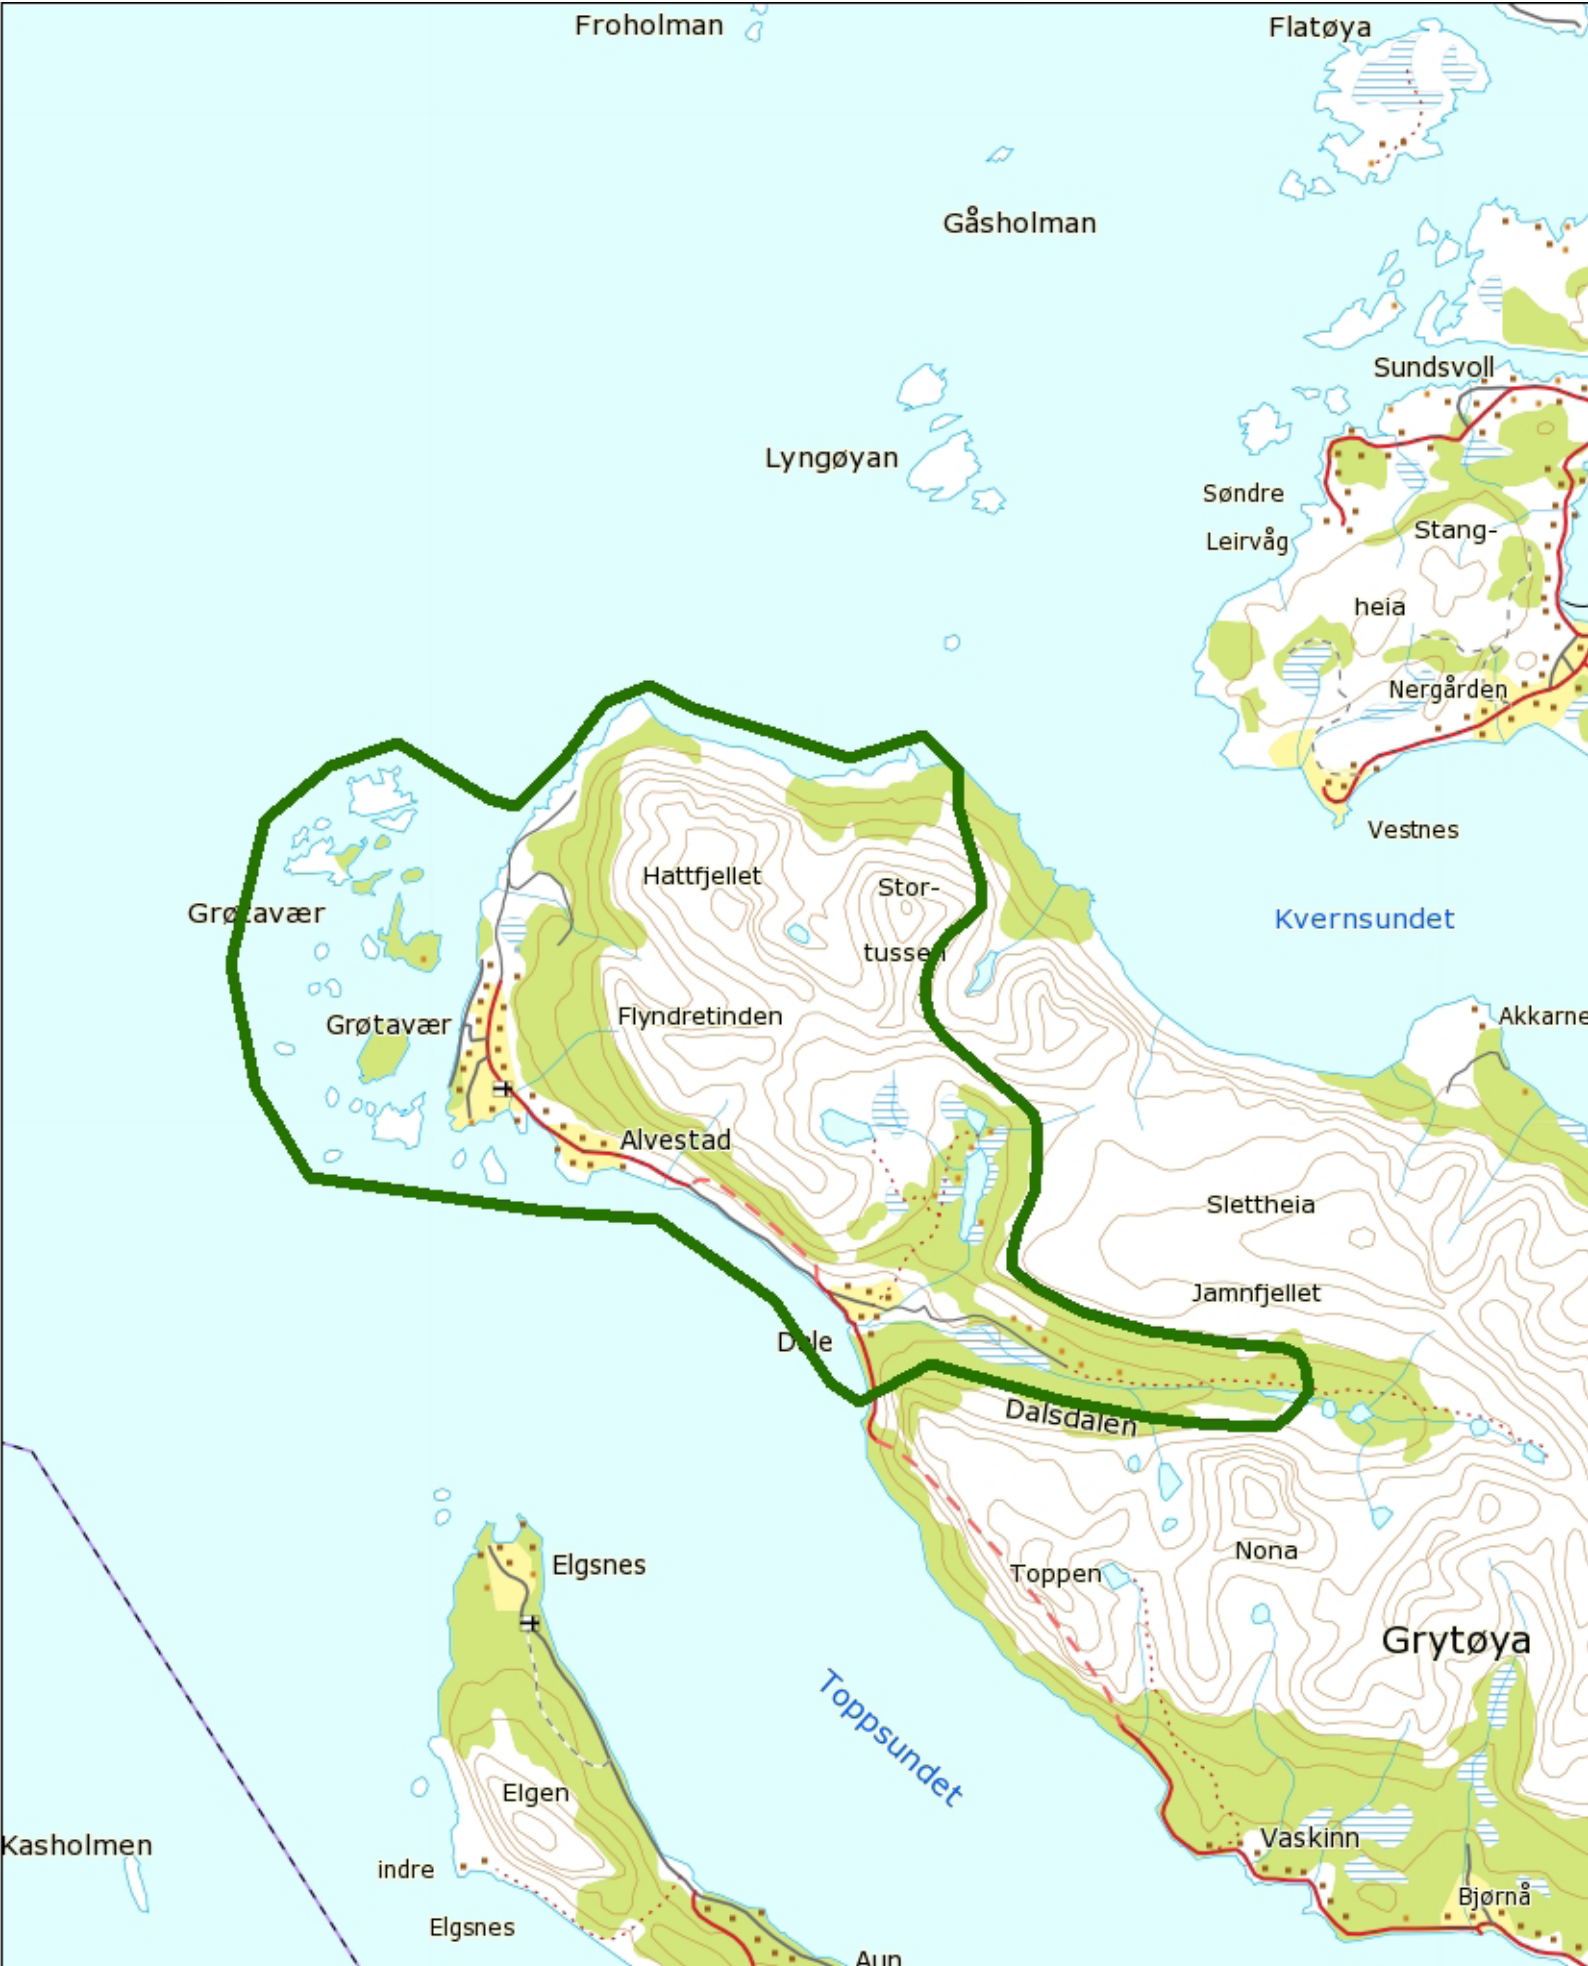 Froholman
Flatøya
Gåsholman
Sundsvoll
Lyngøyan
Søndre
Leirvåg
Stang-
heia
Nergården
Vestnes
Hattfjellet
Stor-
tussen
Grøtavær
Kvernsundet
Flyndretinden
Grøtavær
Akkarne
Alvestad
Slettheia
Jamnfjellet
Dale
Dalsdalen
Elgsnes
Toppen
Nona
Grytøya
Toppsundet
Elgen
Kasholmen
Vaskinn
indre
Elgsnes
Bjørnå
Aun